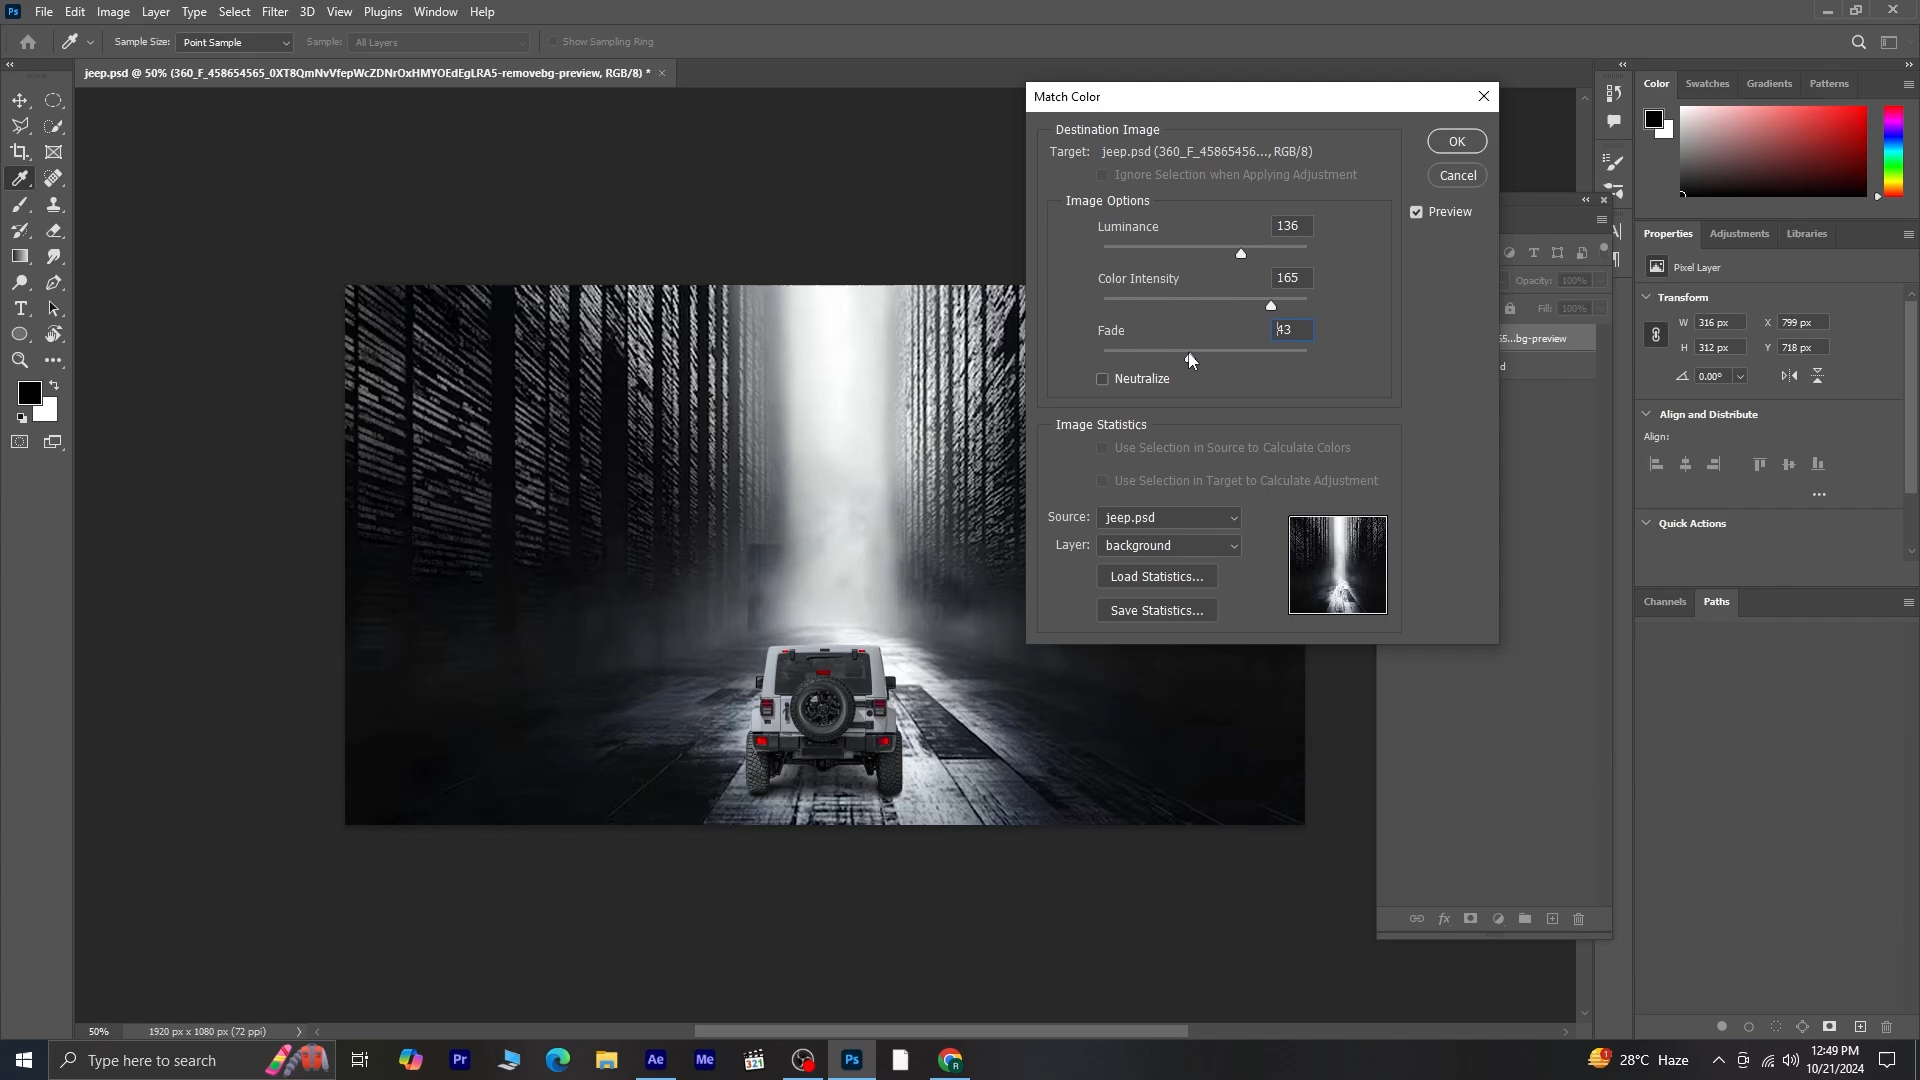 File Edit Image Layer Type Select Filter 3D View Plugins Window Help
Sample Size: Point Sample Sample: All Layers Show Sampling Ring
jeep.psd @ 50% (360_F_458654565_0XT8QmNvVfepWcZDNrOxHMYOEdEgLRA5-removebg-preview, RGB/8) *
Match Color
Destination Image
Target: jeep.psd (360_F_45865456..., RGB/8)
Ignore Selection when Applying Adjustment
OK
Cancel
Preview
Image Options
Luminance 136
Color Intensity 165
Fade 43
Neutralize
Image Statistics
Use Selection in Source to Calculate Colors
Use Selection in Target to Calculate Adjustment
Source: jeep.psd
Layer: background
Load Statistics...
Save Statistics...
Opacity: 100%
Fill: 100%
65...bg-preview
d
Color Swatches Gradients Patterns
Properties Adjustments Libraries
Pixel Layer
Transform
W 316 px X 799 px
H 312 px Y 718 px
0.00°
Align and Distribute
Align:
Quick Actions
Channels Paths
50% 1920 px x 1080 px (72 ppi)
Type here to search
Pr
Ae
Me
321
Ps
R
1
28°C Haze
12:49 PM
10/21/2024